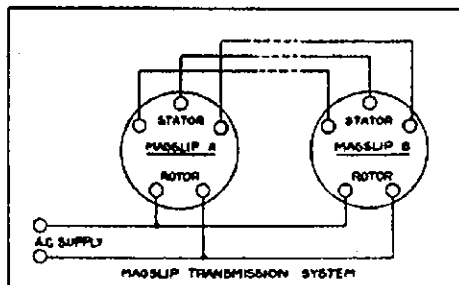 STATOR STATOR
MAGSLIP A MAGSLIP B
ROTOR ROTOR
A.C SUPPLY
MAGSLIP TRANSMISSION SYSTEM